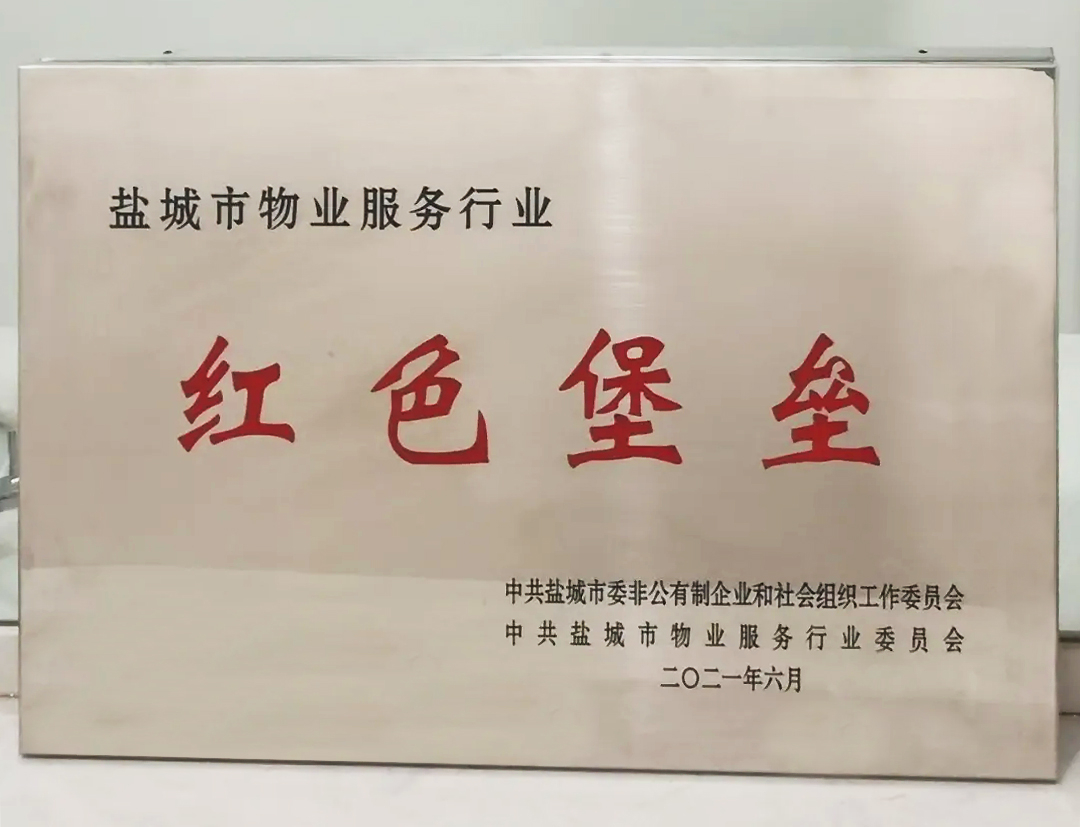 盐城市物业服务行业
红色堡垒
中共盐城市委非公有制企业和社会组织工作委员会
中共盐城市物业服务行业委员会
二〇二一年六月